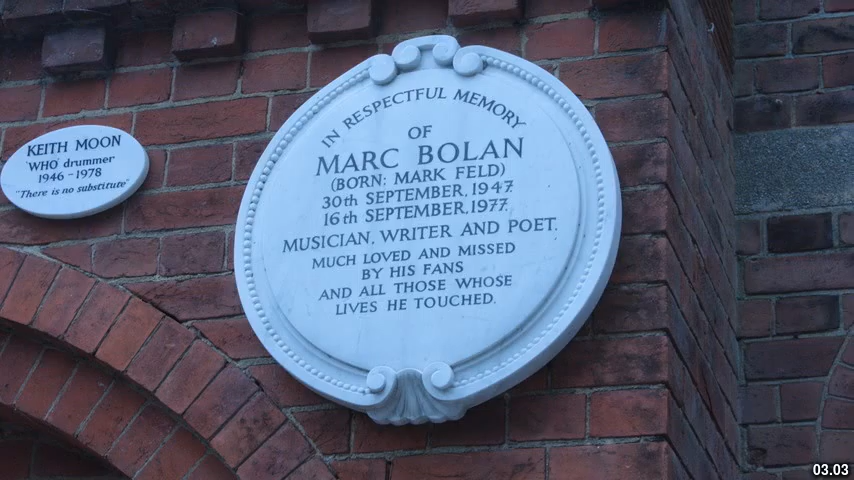 KEITH MOON
'WHO' drummer
1946 - 1978
"There is no substitute"
IN RESPECTFUL MEMORY
OF
MARC BOLAN
(BORN: MARK FELD)
30th SEPTEMBER, 1947
16th SEPTEMBER, 1977.
MUSICIAN, WRITER AND POET.
MUCH LOVED AND MISSED
BY HIS FANS
AND ALL THOSE WHOSE
LIVES HE TOUCHED.
03.03